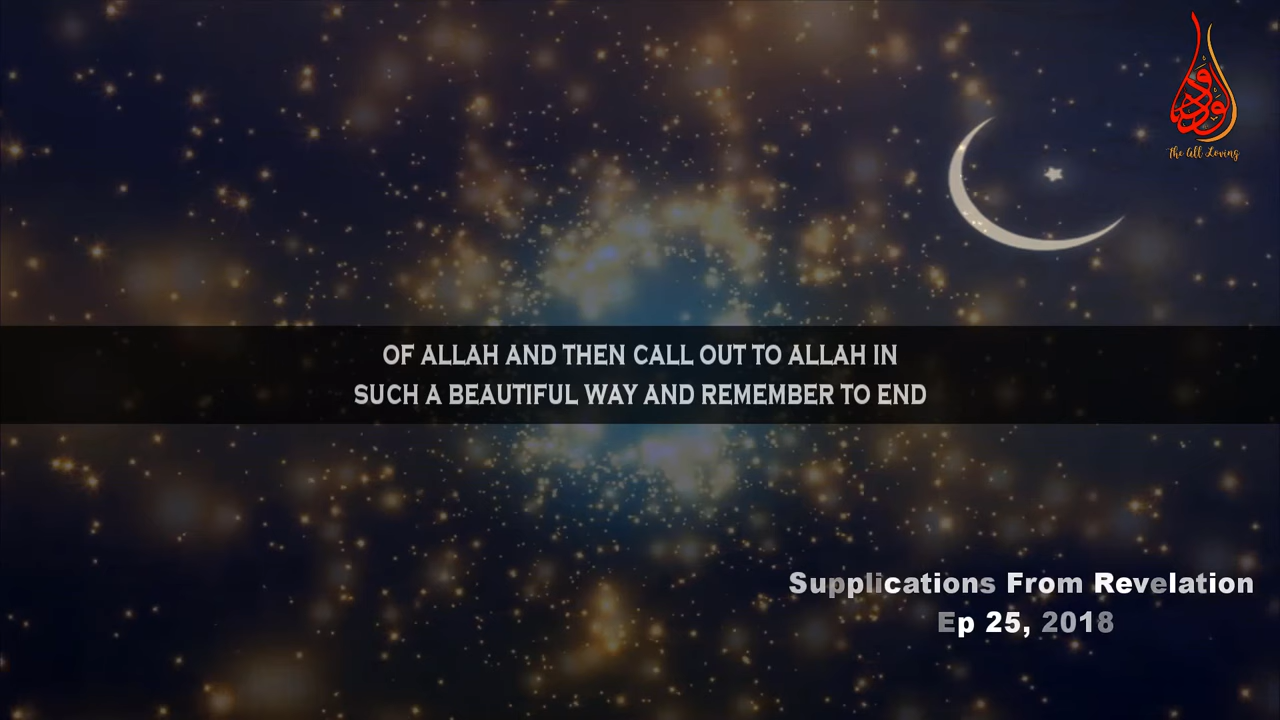 الودود
The All Loving
OF ALLAH AND THEN CALL OUT TO ALLAH IN
SUCH A BEAUTIFUL WAY AND REMEMBER TO END
Supplications From Revelation
Ep 25, 2018